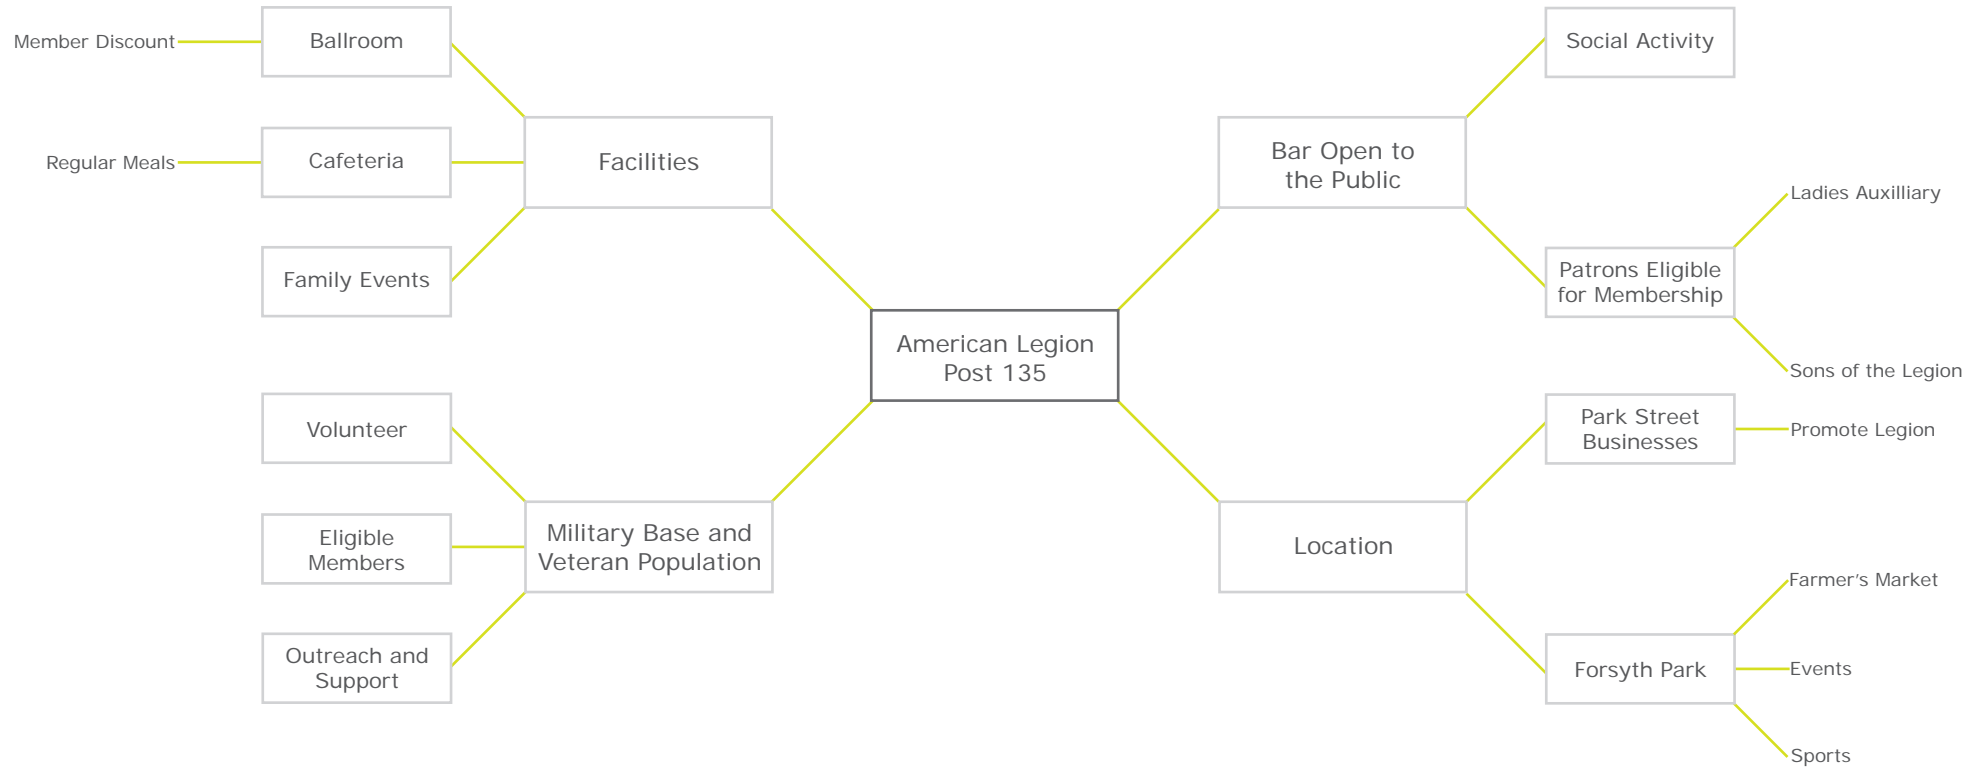 Member Discount
Ballroom
Regular Meals
Cafeteria
Family Events
Facilities
Volunteer
Eligible
Members
Outreach and
Support
Military Base and
Veteran Population
American Legion
Post 135
Bar Open to
the Public
Social Activity
Patrons Eligible
for Membership
Ladies Auxilliary
Sons of the Legion
Location
Park Street
Businesses
Promote Legion
Forsyth Park
Farmer’s Market
Events
Sports